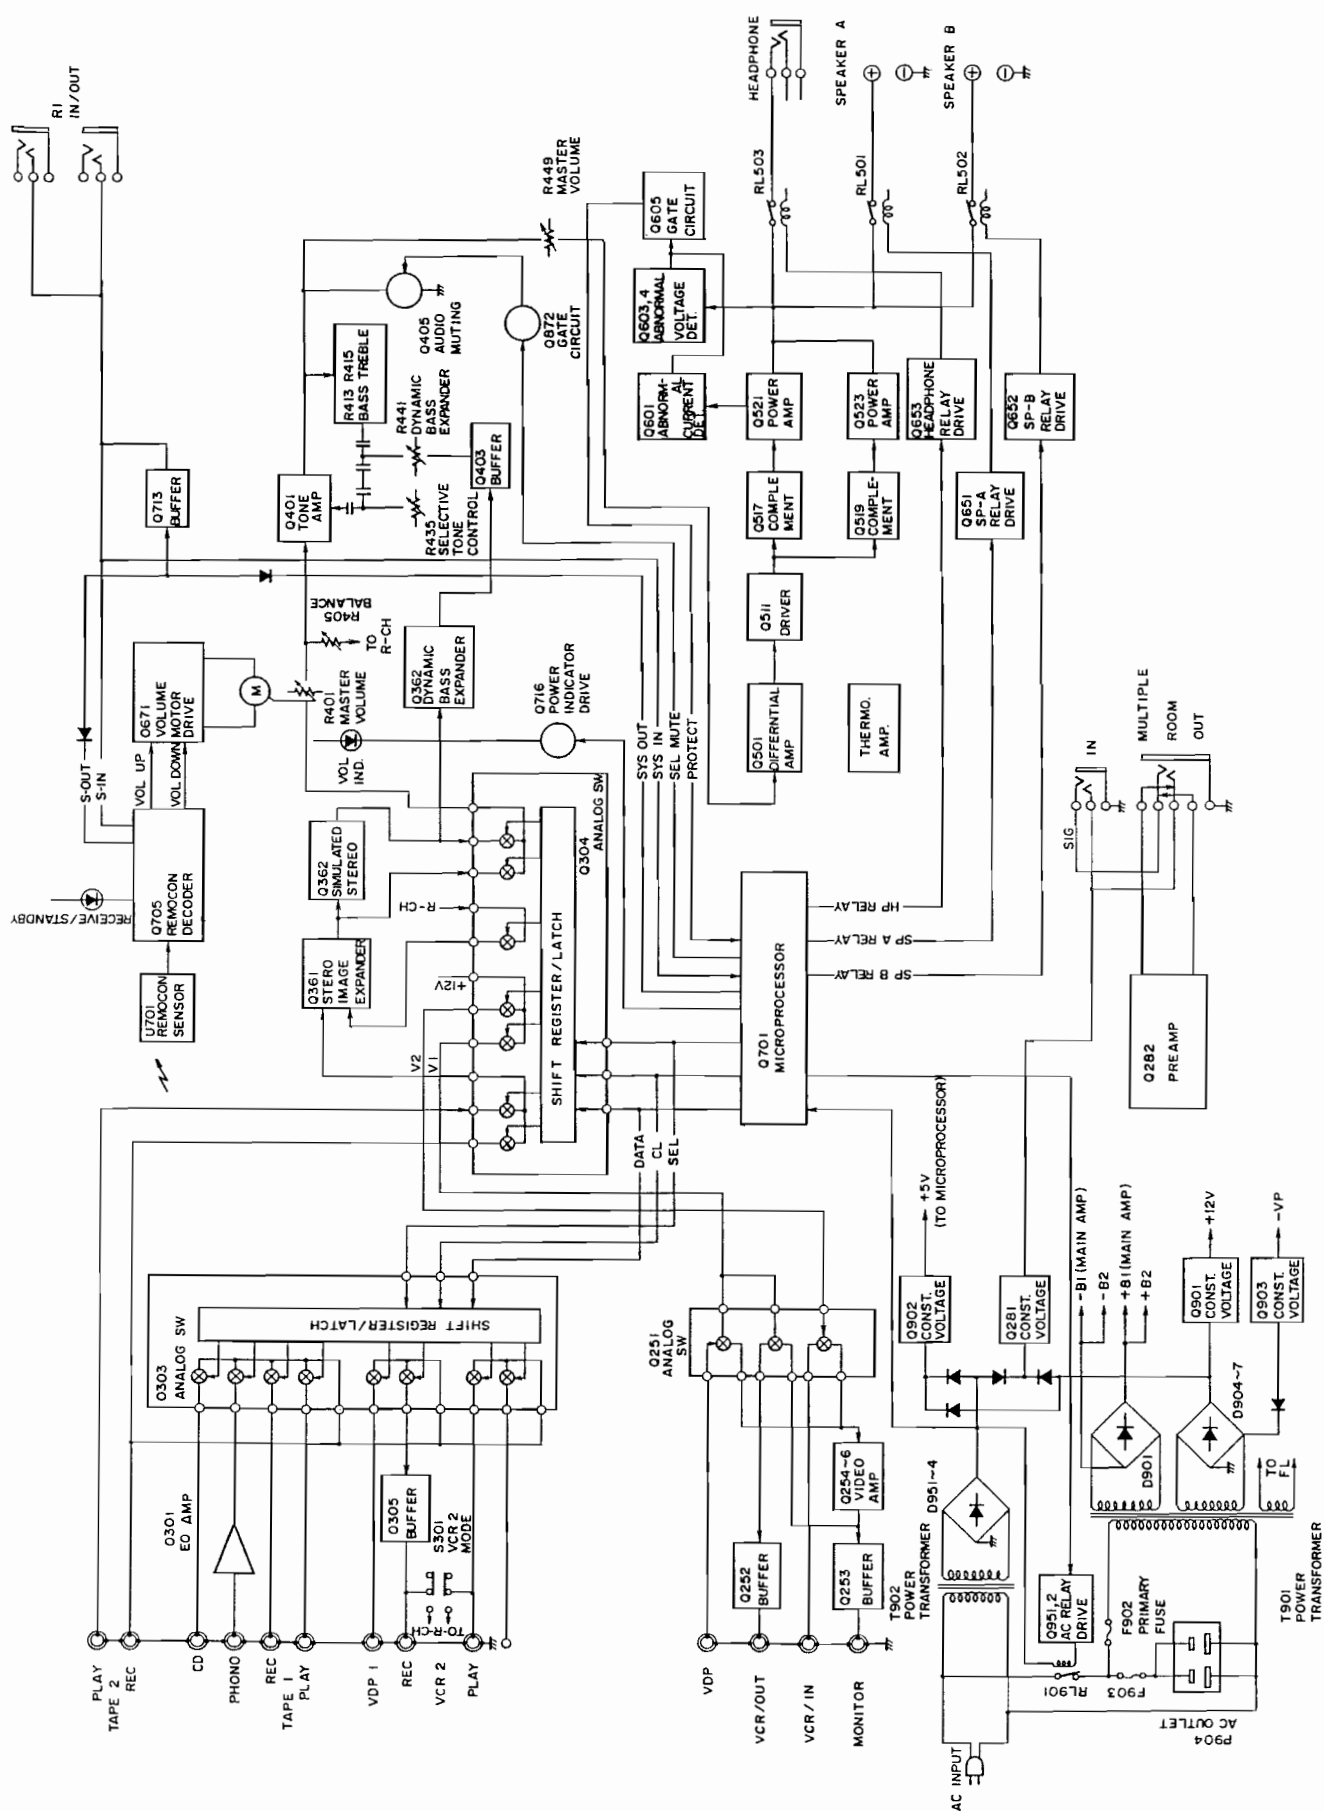 RI
IN/OUT
HEADPHONE
SPEAKER A
SPEAKER B
RL503
RL501
RL502
R449
MASTER
VOLUME
Q605
GATE
CIRCUIT
Q603,4
ABNORMAL
VOLTAGE
DET.
Q601
ABNORM-
AL
CURRENT
DET.
Q405
AUDIO
MUTING
Q872
GATE
CIRCUIT
R413 R415
BASS TREBLE
R441
DYNAMIC
BASS
EXPANDER
Q403
BUFFER
R435
SELECTIVE
TONE
CONTROL
Q401
TONE
AMP
Q713
BUFFER
Q521
POWER
AMP
Q523
POWER
AMP
Q653
HEADPHONE
RELAY
DRIVE
Q652
SP-B
RELAY
DRIVE
Q651
SP-A
RELAY
DRIVE
Q517
COMPLE
MENT
Q519
COMPLE-
MENT
Q511
DRIVER
Q501
DIFFERNTIAL
AMP
THERMO.
AMP.
R405
BALANCE
TO
R-CH
R401
MASTER
VOLUME
M
VOL
IND.
Q362
DYNAMIC
BASS
EXPANDER
Q716
POWER
INDICATOR
DRIVE
Q671
VOLUME
MOTOR
DRIVE
VOL UP
VOL DOWN
S-OUT
S-IN
Q705
REMOCON
DECODER
RECEIVE/STANDBY
U701
REMOCON
SENSOR
Q362
SIMULATED
STEREO
Q361
STERO
IMAGE
EXPANDER
R-CH
+12V
V2
V1
Q304
ANALOG SW
SHIFT REGISTER/LATCH
SYS OUT
SYS IN
SEL MUTE
PROTECT
Q701
MICROPROCESSOR
HP RELAY
SP A RELAY
SP B RELAY
DATA
CL
SEL
SIG
IN
MULTIPLE
ROOM
OUT
Q282
PREAMP
0303
ANALOG SW
SHIFT REGISTER/LATCH
0301
EQ AMP
0305
BUFFER
S301
VCR 2
MODE
TO-R-CH
PLAY
TAPE 2
REC
CD
PHONO
REC
TAPE 1
PLAY
VDP 1
REC
VCR 2
PLAY
Q251
ANALOG
SW
Q254~6
VIDEO
AMP
Q252
BUFFER
Q253
BUFFER
VDP
VCR/OUT
VCR/IN
MONITOR
Q902
CONST.
VOLTAGE
+5V
(TO MICROPROCESSOR)
Q281
CONST.
VOLTAGE
-B1 (MAIN AMP)
-B2
+B1 (MAIN AMP)
+B2
Q901
CONST.
VOLTAGE
+12V
Q903
CONST.
VOLTAGE
-VP
D951~4
D901
D904~7
TO
FL
T902
POWER
TRANSFORMER
T901
POWER
TRANSFORMER
Q951,2
AC RELAY
DRIVE
F902
PRIMARY
FUSE
RL901
F903
P904
AC OUTLET
AC INPUT